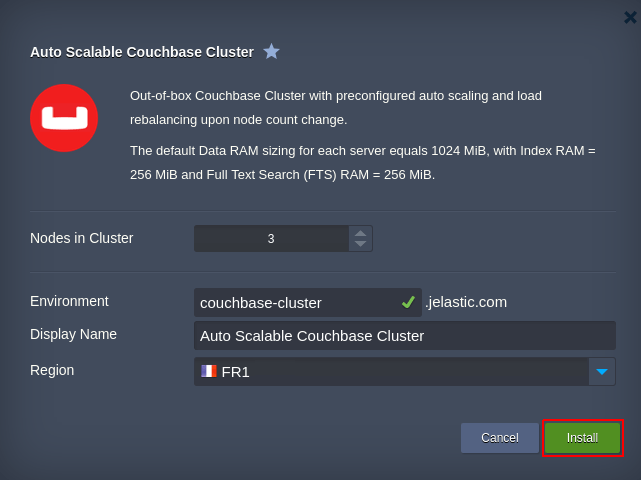 Auto Scalable Couchbase Cluster
Out-of-box Couchbase Cluster with preconfigured auto scaling and load
rebalancing upon node count change.
The default Data RAM sizing for each server equals 1024 MiB, with Index RAM =
256 MiB and Full Text Search (FTS) RAM = 256 MiB.
Nodes in Cluster 3
Environment couchbase-cluster .jelastic.com
Display Name Auto Scalable Couchbase Cluster
Region FR1
Cancel Install